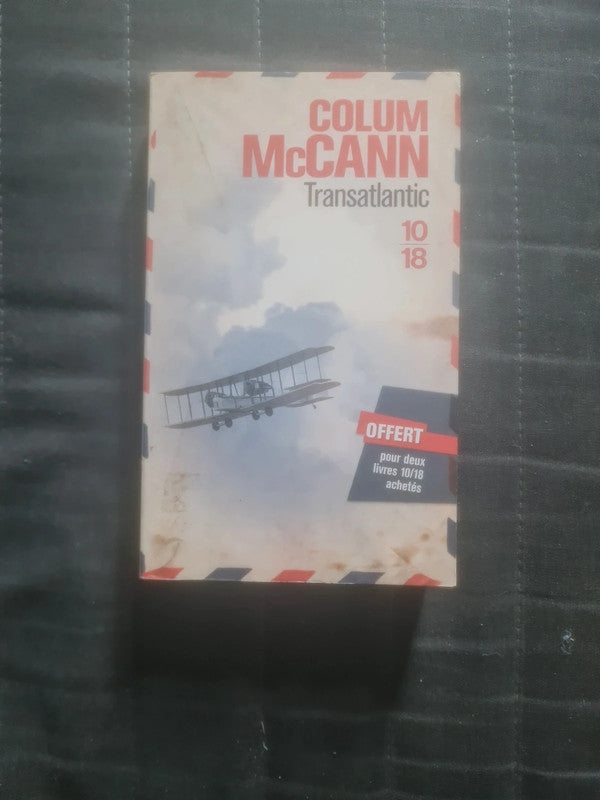 COLUM
McCANN
Transatlantic
10
18
OFFERT
pour deux
livres 10/18
achetés